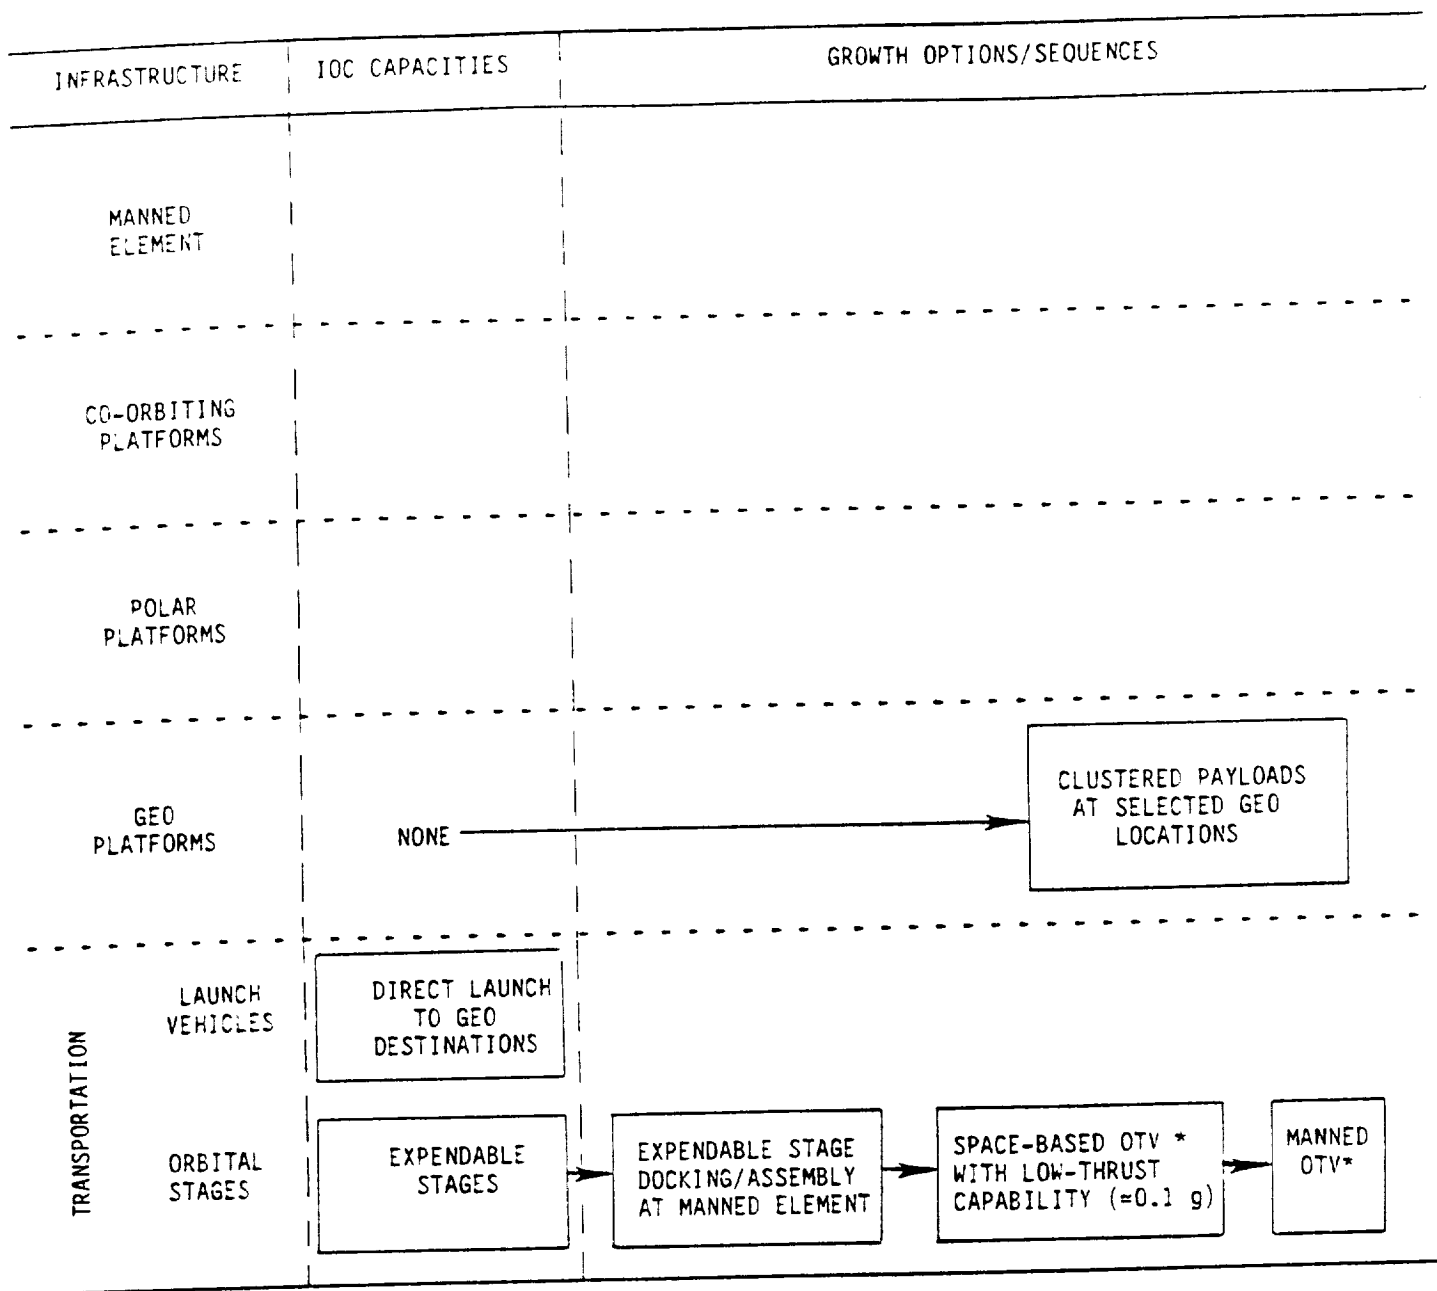 INFRASTRUCTURE
IOC CAPACITIES
GROWTH OPTIONS/SEQUENCES
MANNED
ELEMENT
CO-ORBITING
PLATFORMS
POLAR
PLATFORMS
GEO
PLATFORMS
NONE
CLUSTERED PAYLOADS
AT SELECTED GEO
LOCATIONS
TRANSPORTATION
LAUNCH
VEHICLES
DIRECT LAUNCH
TO GEO
DESTINATIONS
ORBITAL
STAGES
EXPENDABLE
STAGES
EXPENDABLE STAGE
DOCKING/ASSEMBLY
AT MANNED ELEMENT
SPACE-BASED OTV *
WITH LOW-THRUST
CAPABILITY (≈0.1 g)
MANNED
OTV*